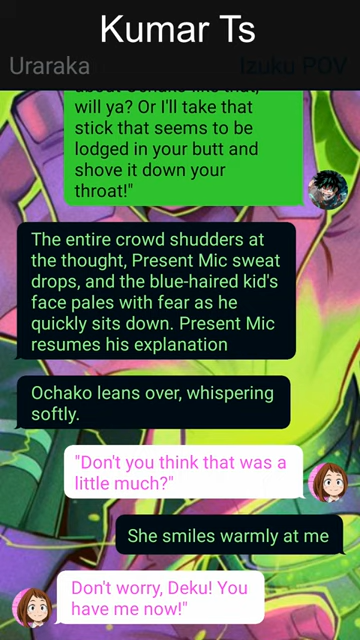 Kumar Ts
Uraraka
Izuku POV
about Ochako like that,
will ya? Or I'll take that
stick that seems to be
lodged in your butt and
shove it down your
throat!"
The entire crowd shudders at
the thought, Present Mic sweat
drops, and the blue-haired kid's
face pales with fear as he
quickly sits down. Present Mic
resumes his explanation
Ochako leans over, whispering
softly.
"Don't you think that was a
little much?"
She smiles warmly at me
Don't worry, Deku! You
have me now!"